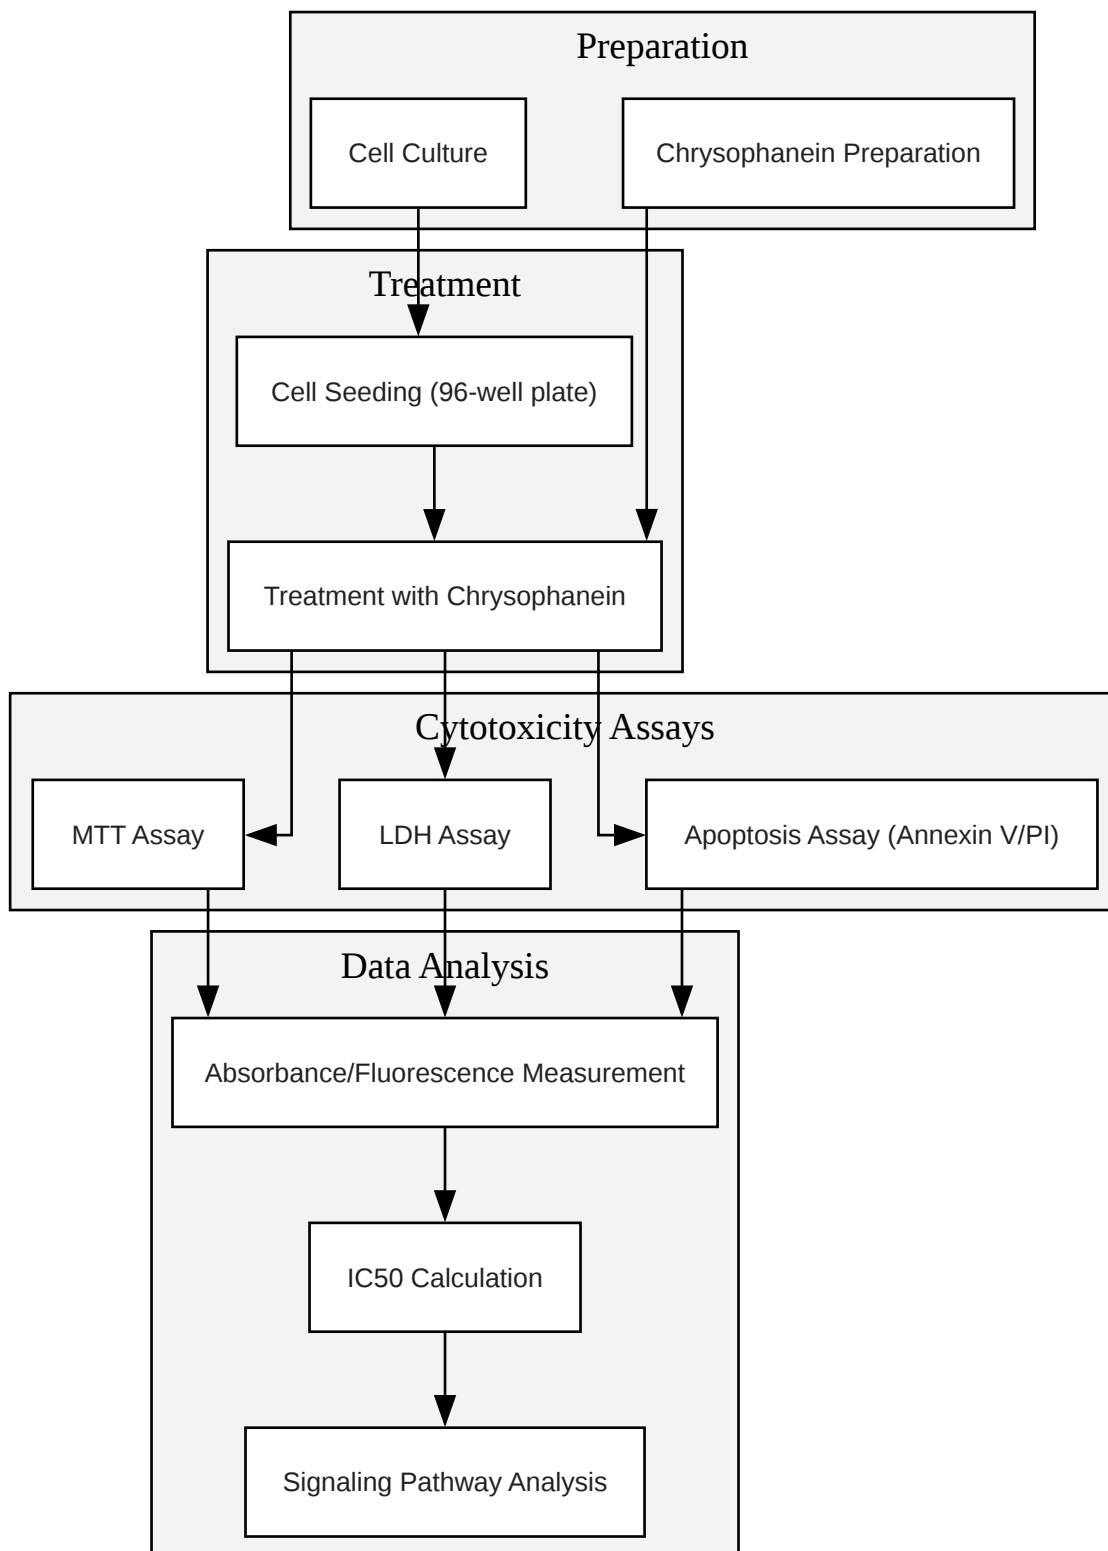 Preparation
Cell Culture
Chrysophanein Preparation
Treatment
Cell Seeding (96-well plate)
Treatment with Chrysophanein
Cytotoxicity Assays
MTT Assay
LDH Assay
Apoptosis Assay (Annexin V/PI)
Data Analysis
Absorbance/Fluorescence Measurement
IC50 Calculation
Signaling Pathway Analysis